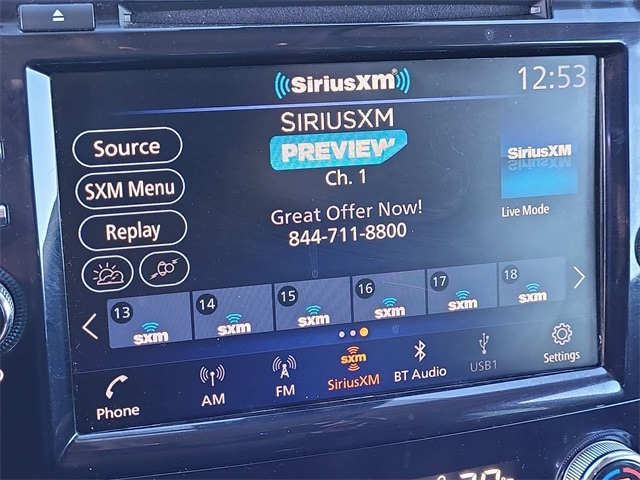 SiriusXM
12:53
SIRIUSXM
PREVIEW
Ch. 1
Great Offer Now!
844-711-8800
SiriusXM
Live Mode
Source
SXM Menu
Replay
13 sxm
14 sxm
15 sxm
16 sxm
17 sxm
18 sxm
Phone
AM
FM
sxm
SiriusXM
BT Audio
USB1
Settings